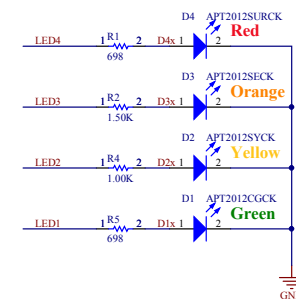 D4 APT2012SURCK
Red
LED4 1 R1 2 D4x 1 2
698
D3 APT2012SECK
Orange
LED3 1 R2 2 D3x 1 2
1.50K
D2 APT2012SYCK
Yellow
LED2 1 R4 2 D2x 1 2
1.00K
D1 APT2012CGCK
Green
LED1 1 R5 2 D1x 1 2
698
GN